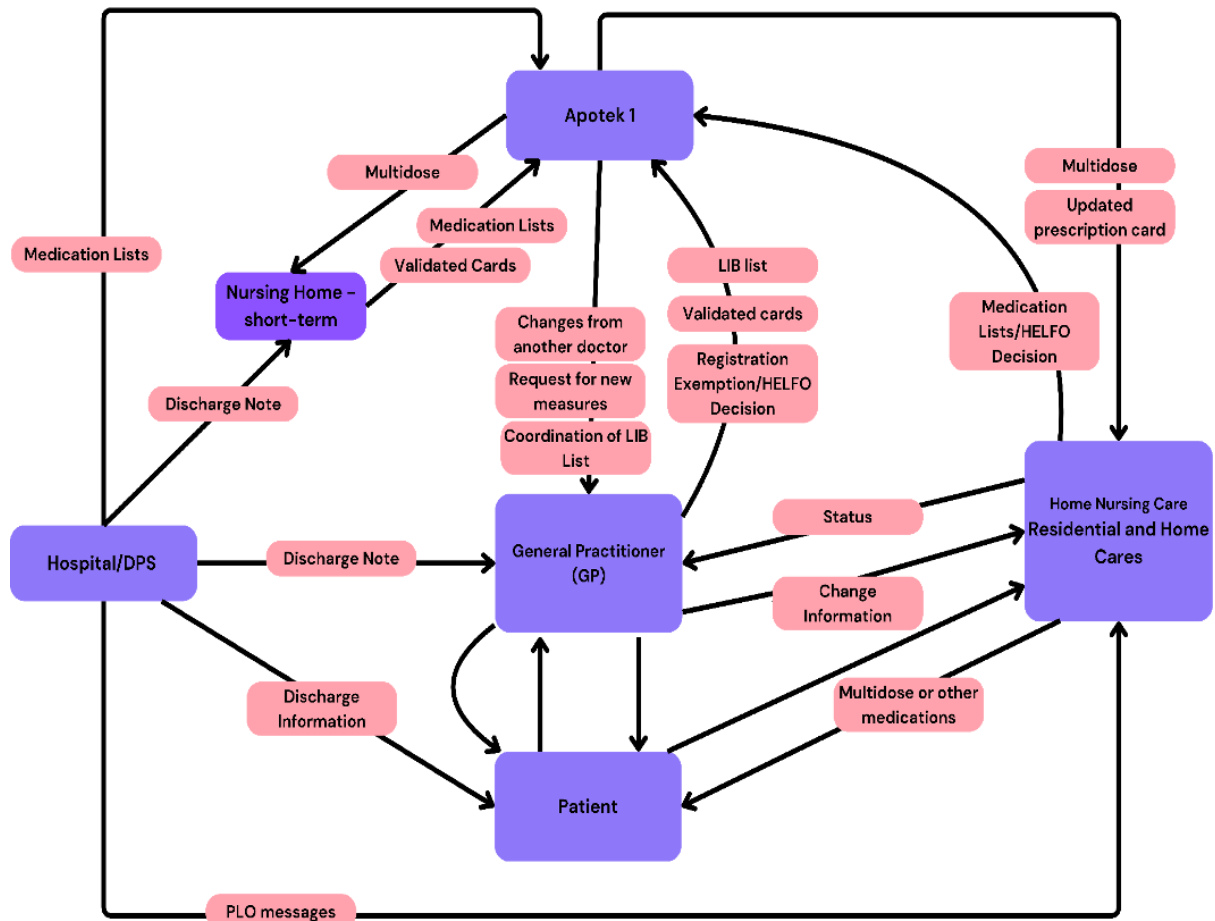 Apotek 1
Multidose
Multidose
Updated
prescription card
Medication Lists
Medication Lists
Validated Cards
LIB list
Nursing Home –
short-term
Validated cards
Changes from
another doctor
Medication
Lists/HELFO
Decision
Request for new
measures
Registration
Exemption/HELFO
Decision
Discharge Note
Coordination of LIB
List
Status
Home Nursing Care
Residential and Home
Cares
Hospital/DPS
Discharge Note
General Practitioner
(GP)
Change
Information
Discharge
Information
Multidose or other
medications
Patient
PLO messages